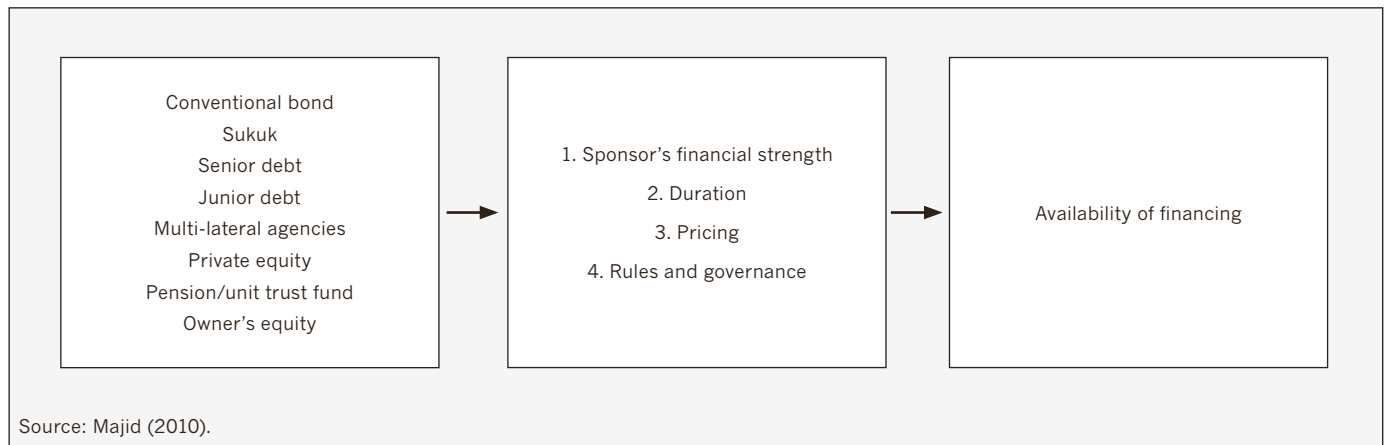 Conventional bond
Sukuk
Senior debt
Junior debt
Multi-lateral agencies
Private equity
Pension/unit trust fund
Owner's equity
1. Sponsor's financial strength
2. Duration
3. Pricing
4. Rules and governance
Availability of financing
Source: Majid (2010).